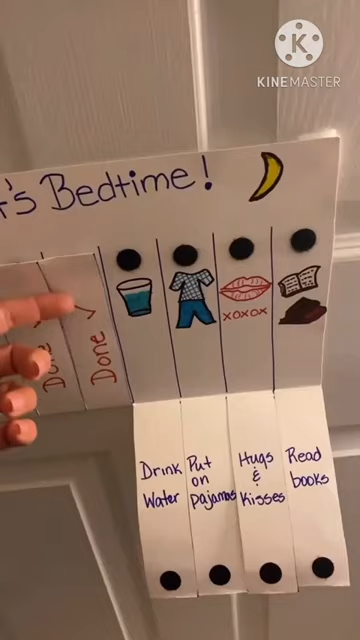 KINEMASTER
t's Bedtime!
Done ✓
Done
xoxox
Drink
Water
Put
on
pajamas
Hugs
&
Kisses
Read
books